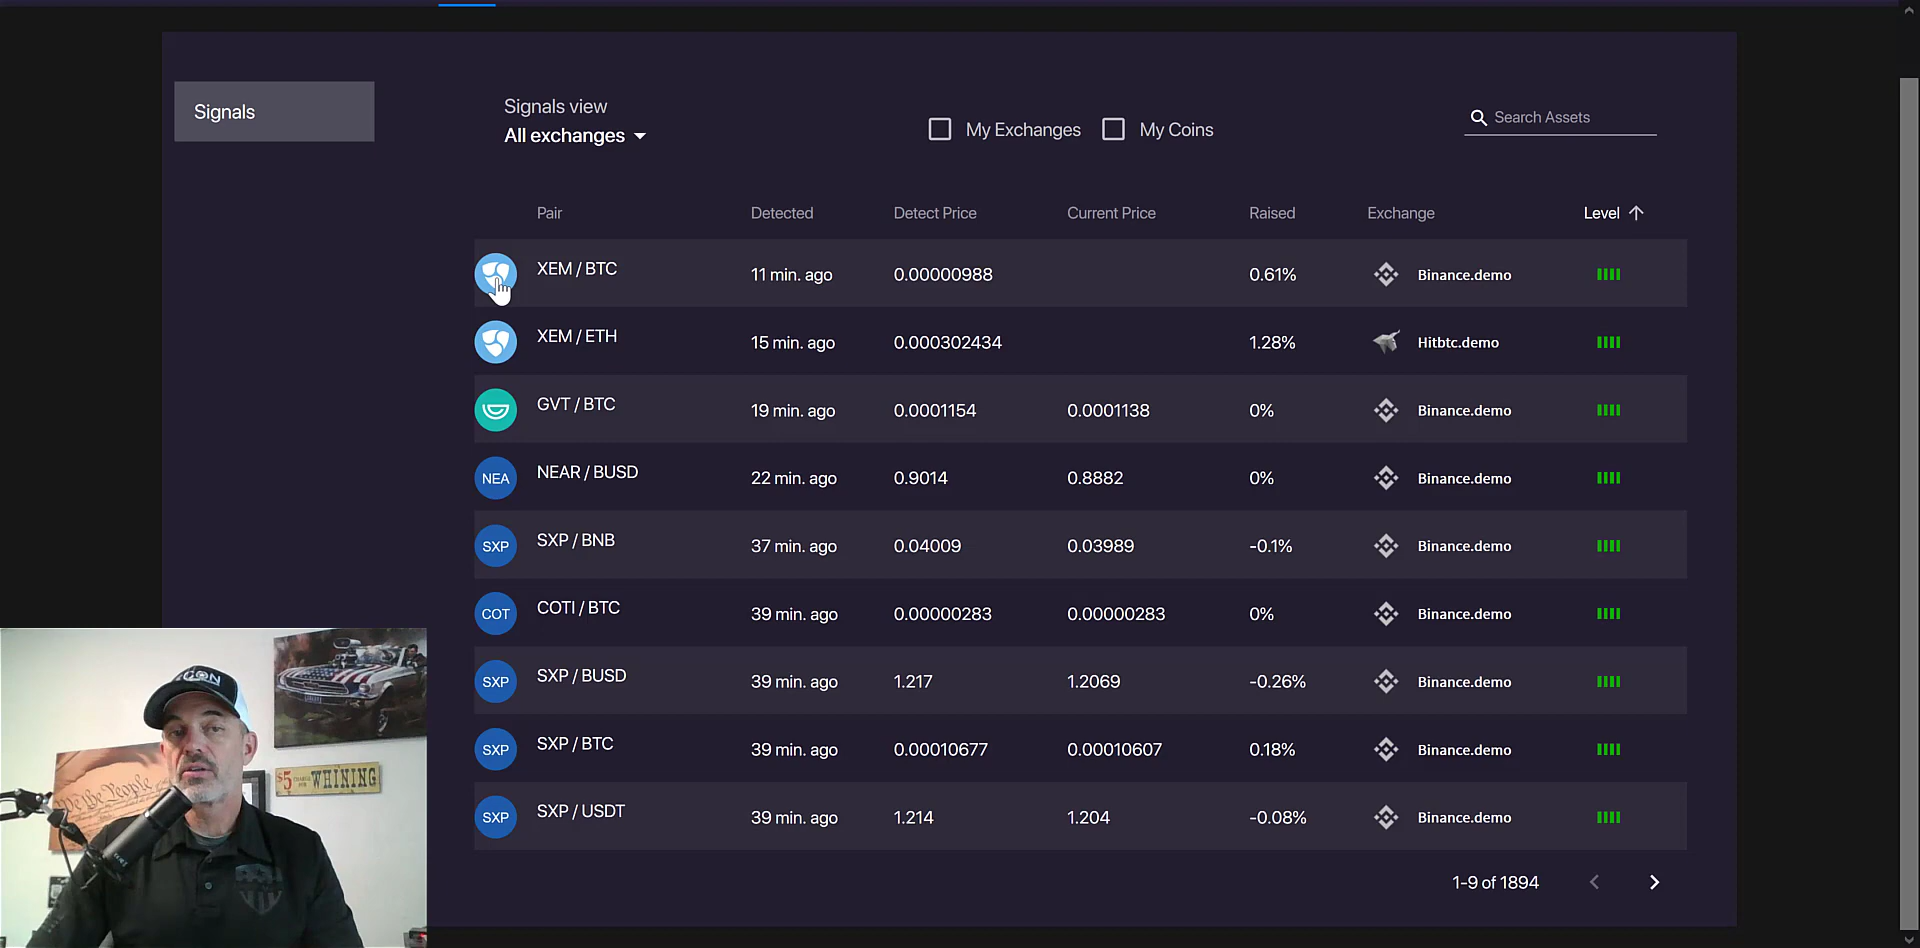 Signals
Signals view
All exchanges
My Exchanges
My Coins
Search Assets
Pair Detected Detect Price Current Price Raised Exchange Level
XEM / BTC 11 min. ago 0.00000988 0.61% Binance.demo
XEM / ETH 15 min. ago 0.000302434 1.28% Hitbtc.demo
GVT / BTC 19 min. ago 0.0001154 0.0001138 0% Binance.demo
NEA NEAR / BUSD 22 min. ago 0.9014 0.8882 0% Binance.demo
SXP SXP / BNB 37 min. ago 0.04009 0.03989 -0.1% Binance.demo
COT COTI / BTC 39 min. ago 0.00000283 0.00000283 0% Binance.demo
SXP SXP / BUSD 39 min. ago 1.217 1.2069 -0.26% Binance.demo
SXP SXP / BTC 39 min. ago 0.00010677 0.00010607 0.18% Binance.demo
SXP SXP / USDT 39 min. ago 1.214 1.204 -0.08% Binance.demo
1-9 of 1894
We the People
$5 WHINING